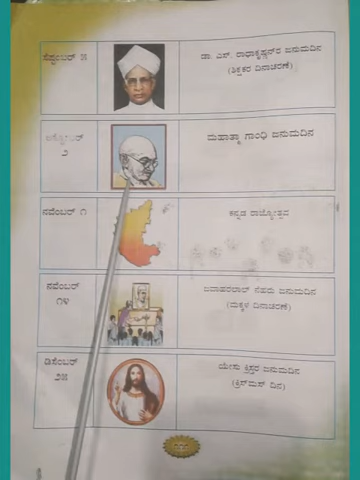 ಸೆಪ್ಟಂಬರ್ ೫
ಡಾ. ಎಸ್. ರಾಧಾಕೃಷ್ಣನ್‌ರ ಜನುಮದಿನ
(ಶಿಕ್ಷಕರ ದಿನಾಚರಣೆ)
ಅಕ್ಟೋಬರ್
೨
ಮಹಾತ್ಮಾ ಗಾಂಧಿ ಜನುಮದಿನ
ನವೆಂಬರ್ ೧
ಕನ್ನಡ ರಾಜ್ಯೋತ್ಸವ
ನವೆಂಬರ್
೧೪
ಜವಾಹರಲಾಲ್ ನೆಹರು ಜನುಮದಿನ
(ಮಕ್ಕಳ ದಿನಾಚರಣೆ)
ಡಿಸೆಂಬರ್
೨೫
ಯೇಸು ಕ್ರಿಸ್ತರ ಜನುಮದಿನ
(ಕ್ರಿಸ್‌ಮಸ್ ದಿನ)